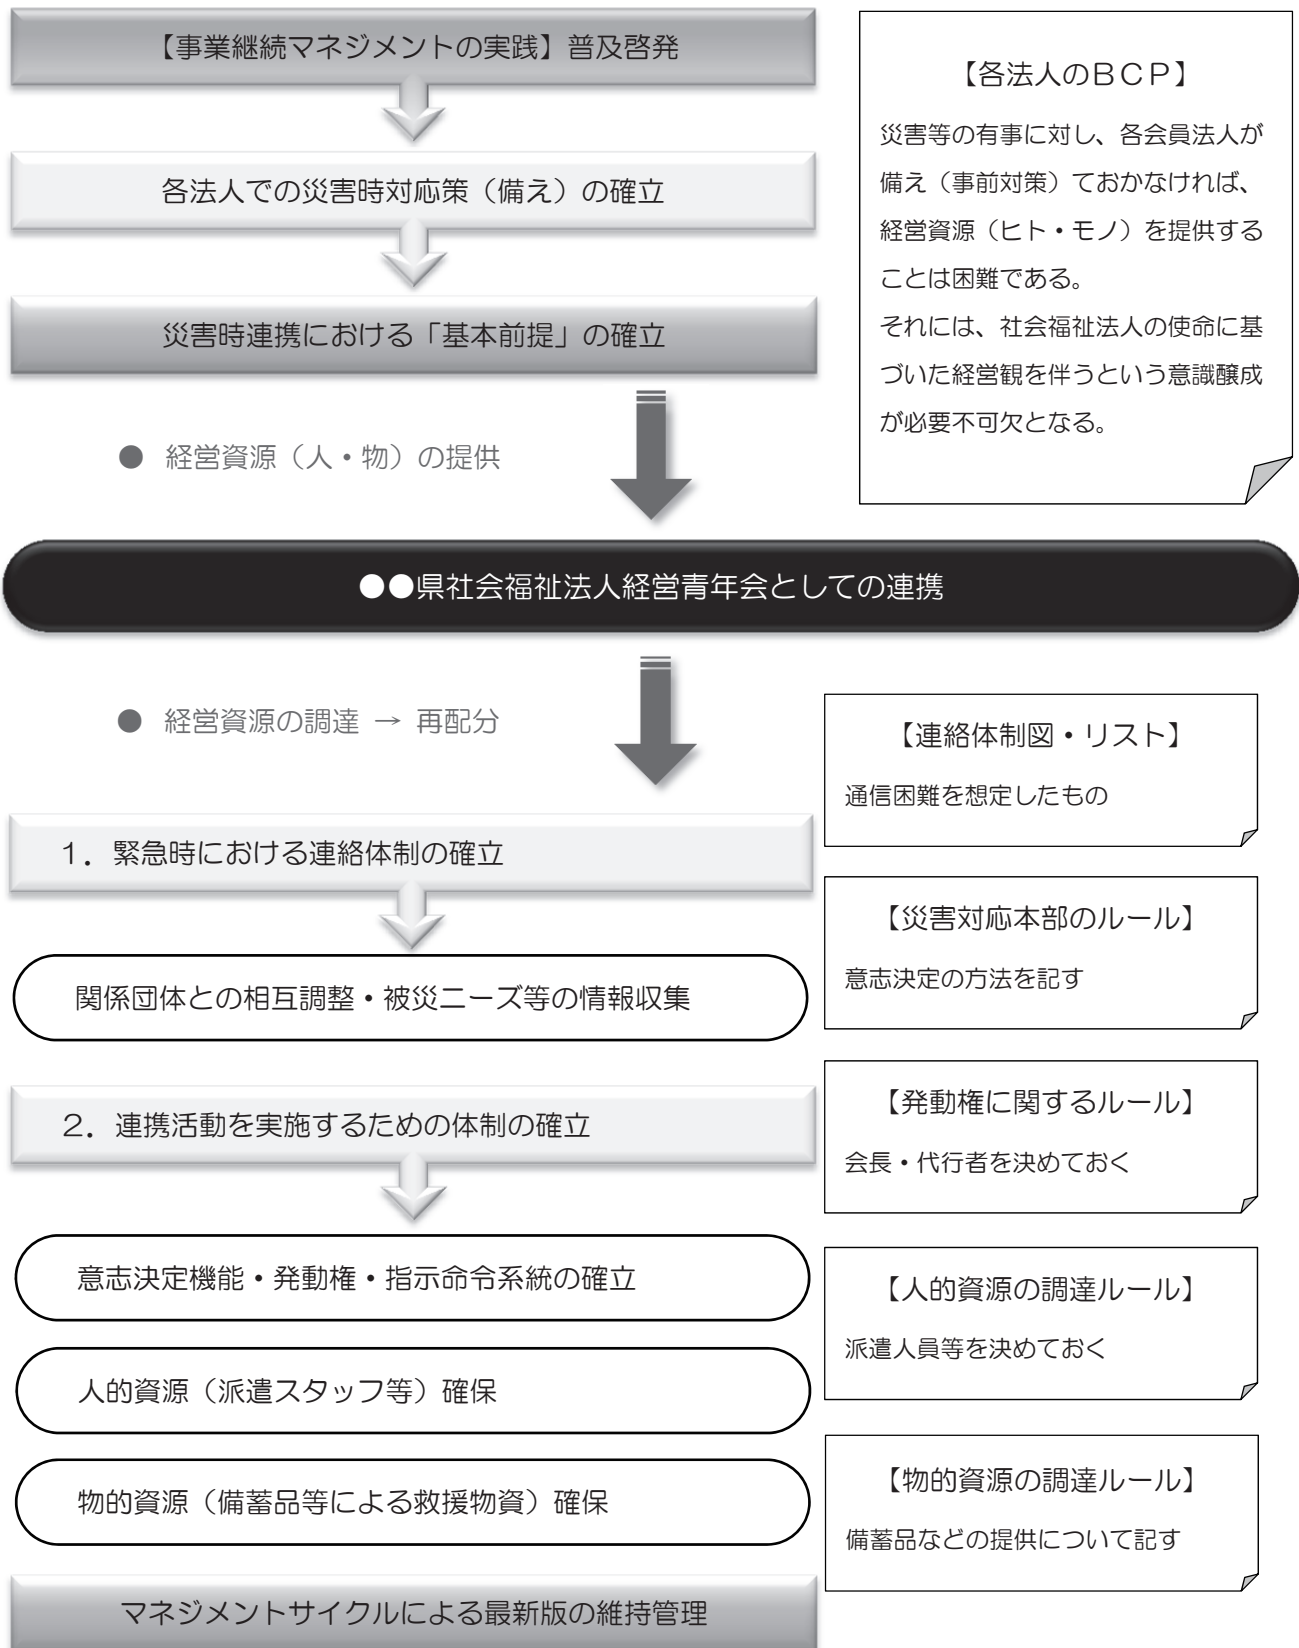 【事業継続マネジメントの実践】普及啓発
各法人での災害時対応策（備え）の確立
災害時連携における「基本前提」の確立
【各法人のＢＣＰ】
災害等の有事に対し、各会員法人が
備え（事前対策）ておかなければ、
経営資源（ヒト・モノ）を提供する
ことは困難である。
それには、社会福祉法人の使命に基
づいた経営観を伴うという意識醸成
が必要不可欠となる。
● 経営資源（人・物）の提供
●●県社会福祉法人経営青年会としての連携
● 経営資源の調達 → 再配分
【連絡体制図・リスト】
通信困難を想定したもの
１．緊急時における連絡体制の確立
【災害対応本部のルール】
意志決定の方法を記す
関係団体との相互調整・被災ニーズ等の情報収集
【発動権に関するルール】
会長・代行者を決めておく
２．連携活動を実施するための体制の確立
意志決定機能・発動権・指示命令系統の確立
【人的資源の調達ルール】
派遣人員等を決めておく
人的資源（派遣スタッフ等）確保
【物的資源の調達ルール】
備蓄品などの提供について記す
物的資源（備蓄品等による救援物資）確保
マネジメントサイクルによる最新版の維持管理